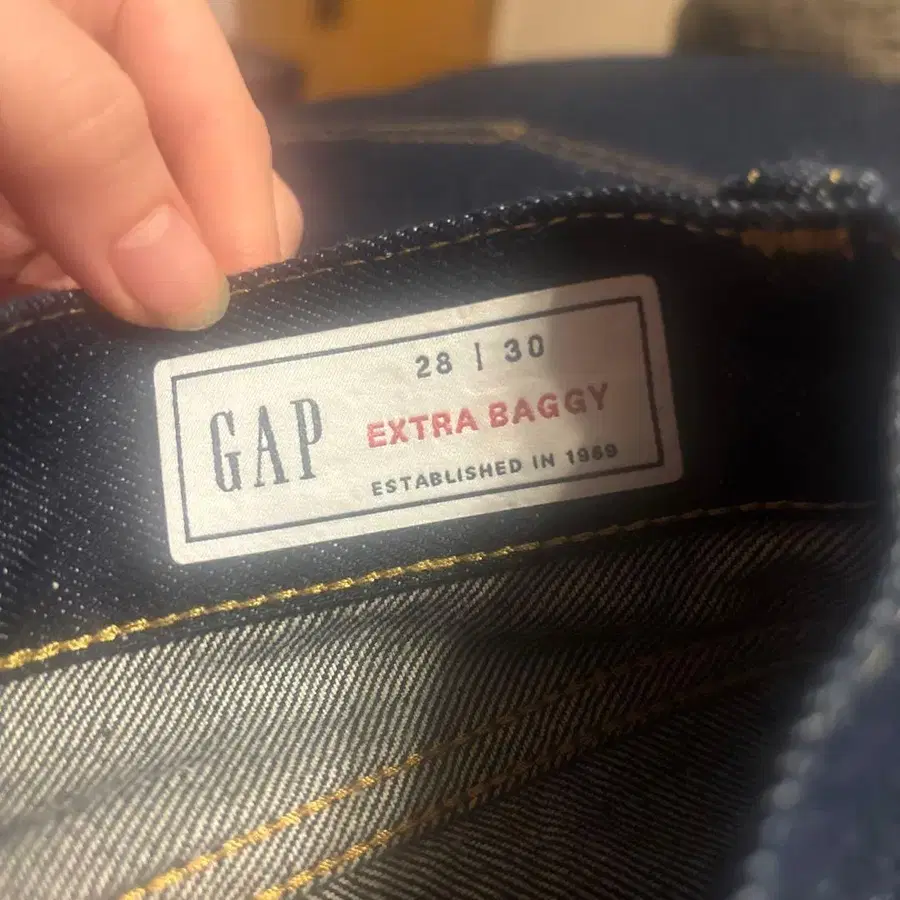 GAP
28 | 30
EXTRA BAGGY
ESTABLISHED IN 1969